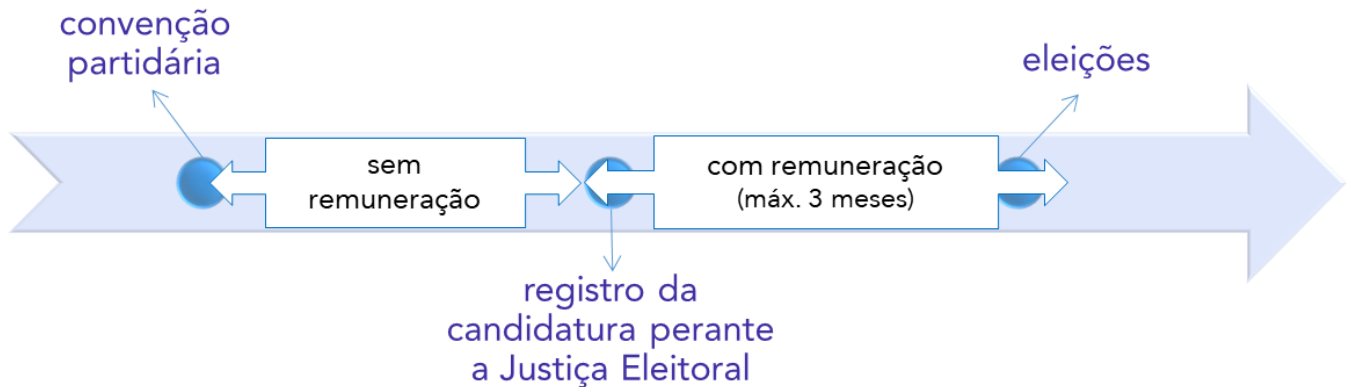 convenção
partidária
eleições
sem
remuneração
com remuneração
(máx. 3 meses)
registro da
candidatura perante
a Justiça Eleitoral